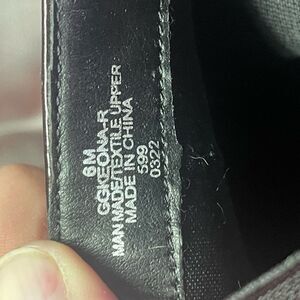 6M
GGKEONA-R
MAN MADE/TEXTILE UPPER
MADE IN CHINA
599
0322